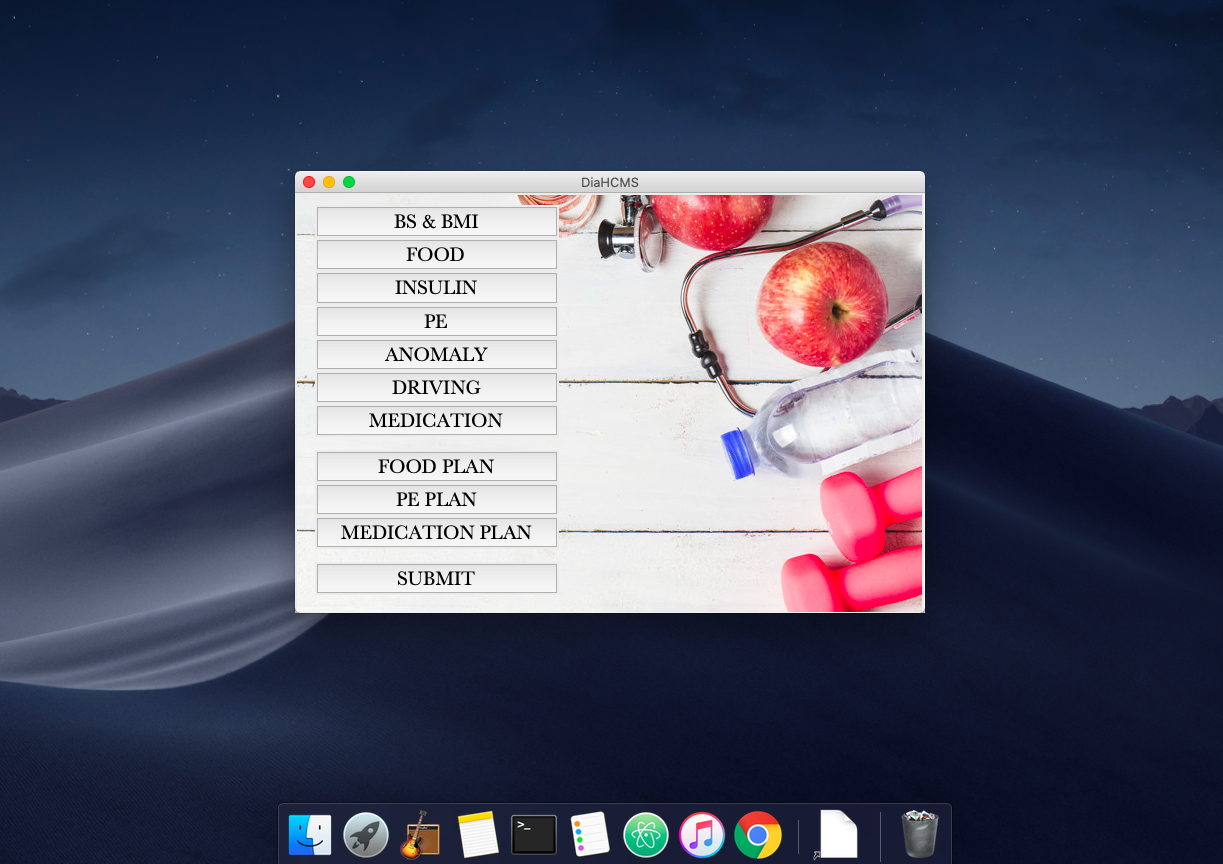 DiaHCMS
BS & BMI
FOOD
INSULIN
PE
ANOMALY
DRIVING
MEDICATION
FOOD PLAN
PE PLAN
MEDICATION PLAN
SUBMIT
>_